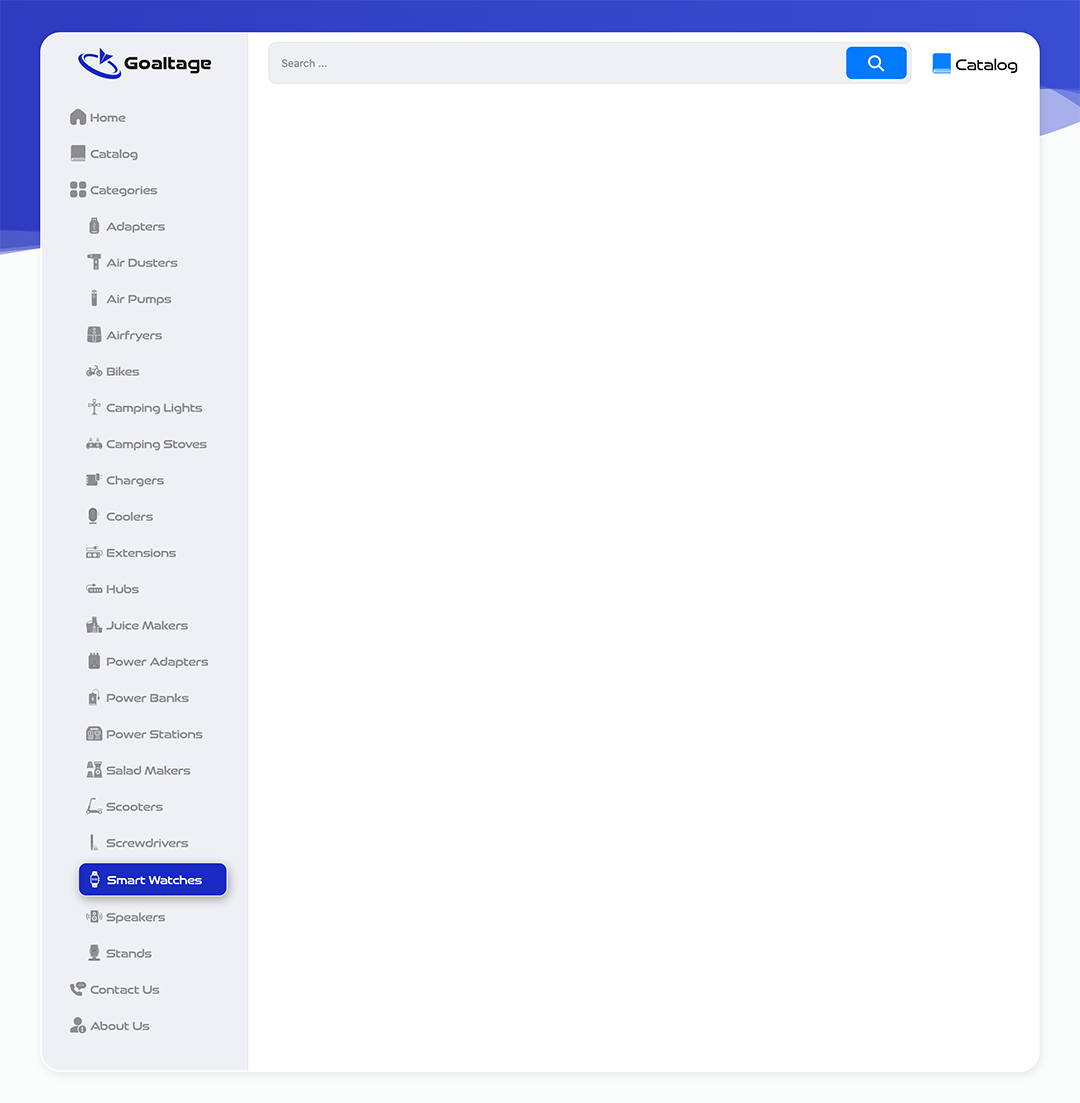 Goaltage
Search ...
Catalog
Home
Catalog
Categories
Adapters
Air Dusters
Air Pumps
Airfryers
Bikes
Camping Lights
Camping Stoves
Chargers
Coolers
Extensions
Hubs
Juice Makers
Power Adapters
Power Banks
Power Stations
Salad Makers
Scooters
Screwdrivers
Smart Watches
Speakers
Stands
Contact Us
About Us